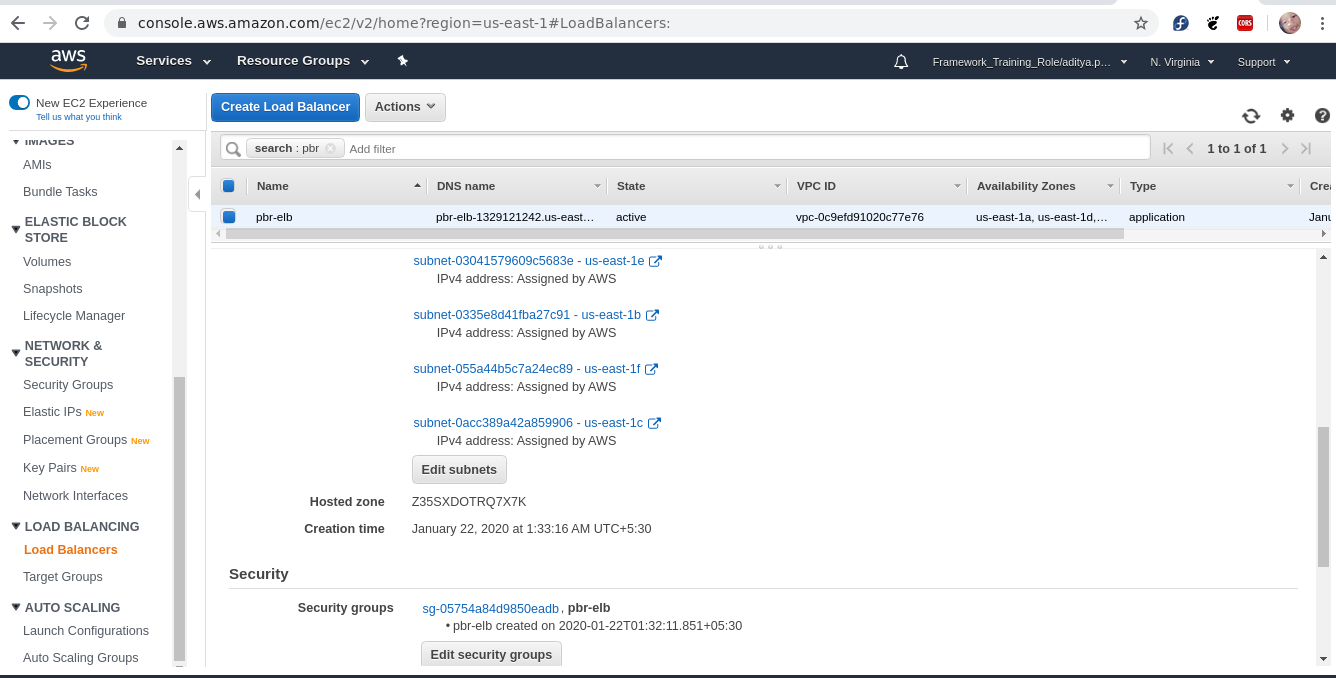 console.aws.amazon.com/ec2/v2/home?region=us-east-1#LoadBalancers:
CORS
aws
Services
Resource Groups
Framework_Training_Role/aditya.p...
N. Virginia
Support
New EC2 Experience
Tell us what you think
IMAGES
AMIs
Bundle Tasks
ELASTIC BLOCK
STORE
Volumes
Snapshots
Lifecycle Manager
NETWORK &
SECURITY
Security Groups
Elastic IPs New
Placement Groups New
Key Pairs New
Network Interfaces
LOAD BALANCING
Load Balancers
Target Groups
AUTO SCALING
Launch Configurations
Auto Scaling Groups
Create Load Balancer
Actions
search : pbr
Add filter
1 to 1 of 1
Name DNS name State VPC ID Availability Zones Type Crea
pbr-elb pbr-elb-1329121242.us-east... active vpc-0c9efd91020c77e76 us-east-1a, us-east-1d,... application Janu
subnet-03041579609c5683e - us-east-1e
IPv4 address: Assigned by AWS
subnet-0335e8d41fba27c91 - us-east-1b
IPv4 address: Assigned by AWS
subnet-055a44b5c7a24ec89 - us-east-1f
IPv4 address: Assigned by AWS
subnet-0acc389a42a859906 - us-east-1c
IPv4 address: Assigned by AWS
Edit subnets
Hosted zone Z35SXDOTRQ7X7K
Creation time January 22, 2020 at 1:33:16 AM UTC+5:30
Security
Security groups sg-05754a84d9850eadb, pbr-elb
• pbr-elb created on 2020-01-22T01:32:11.851+05:30
Edit security groups